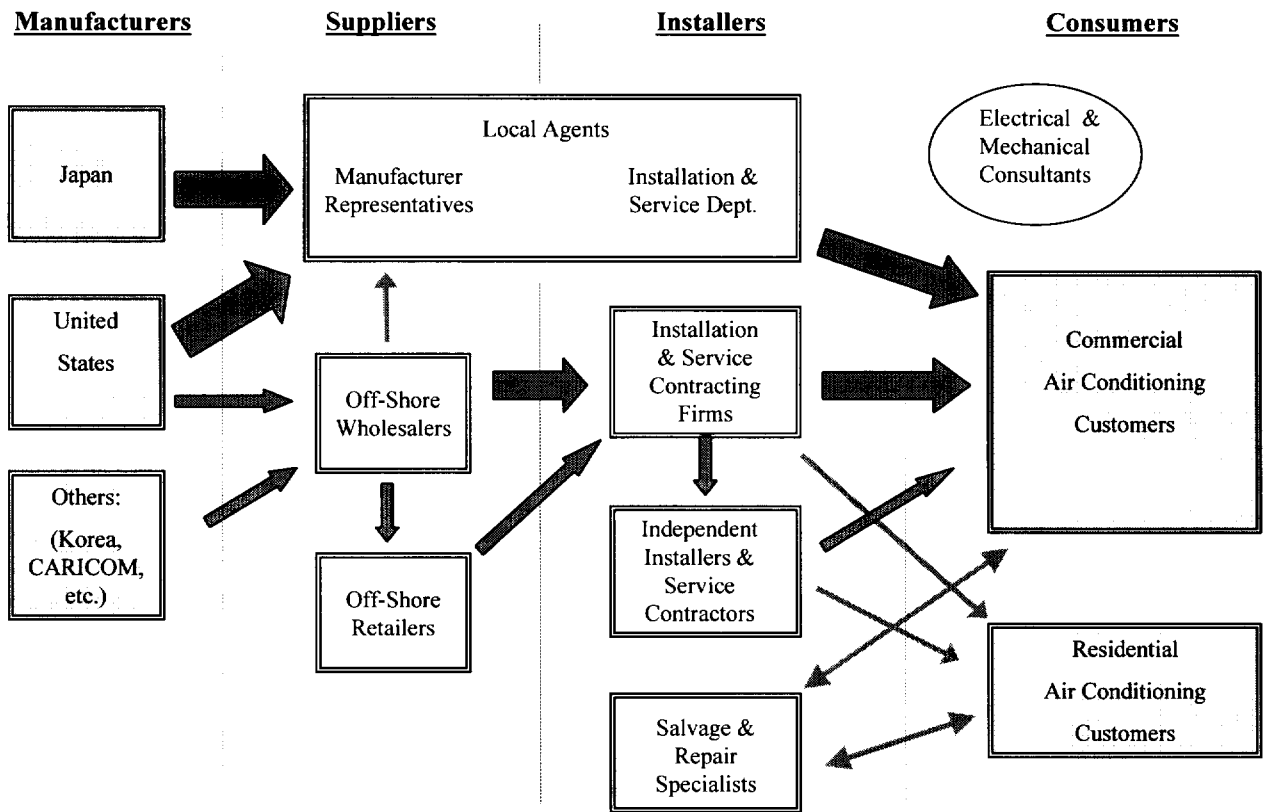 Manufacturers
Suppliers
Installers
Consumers
Japan
United
States
Others:
(Korea,
CARICOM,
etc.)
Local Agents
Manufacturer
Representatives
Installation &
Service Dept.
Off-Shore
Wholesalers
Off-Shore
Retailers
Installation
& Service
Contracting
Firms
Independent
Installers &
Service
Contractors
Salvage &
Repair
Specialists
Electrical &
Mechanical
Consultants
Commercial
Air Conditioning
Customers
Residential
Air Conditioning
Customers